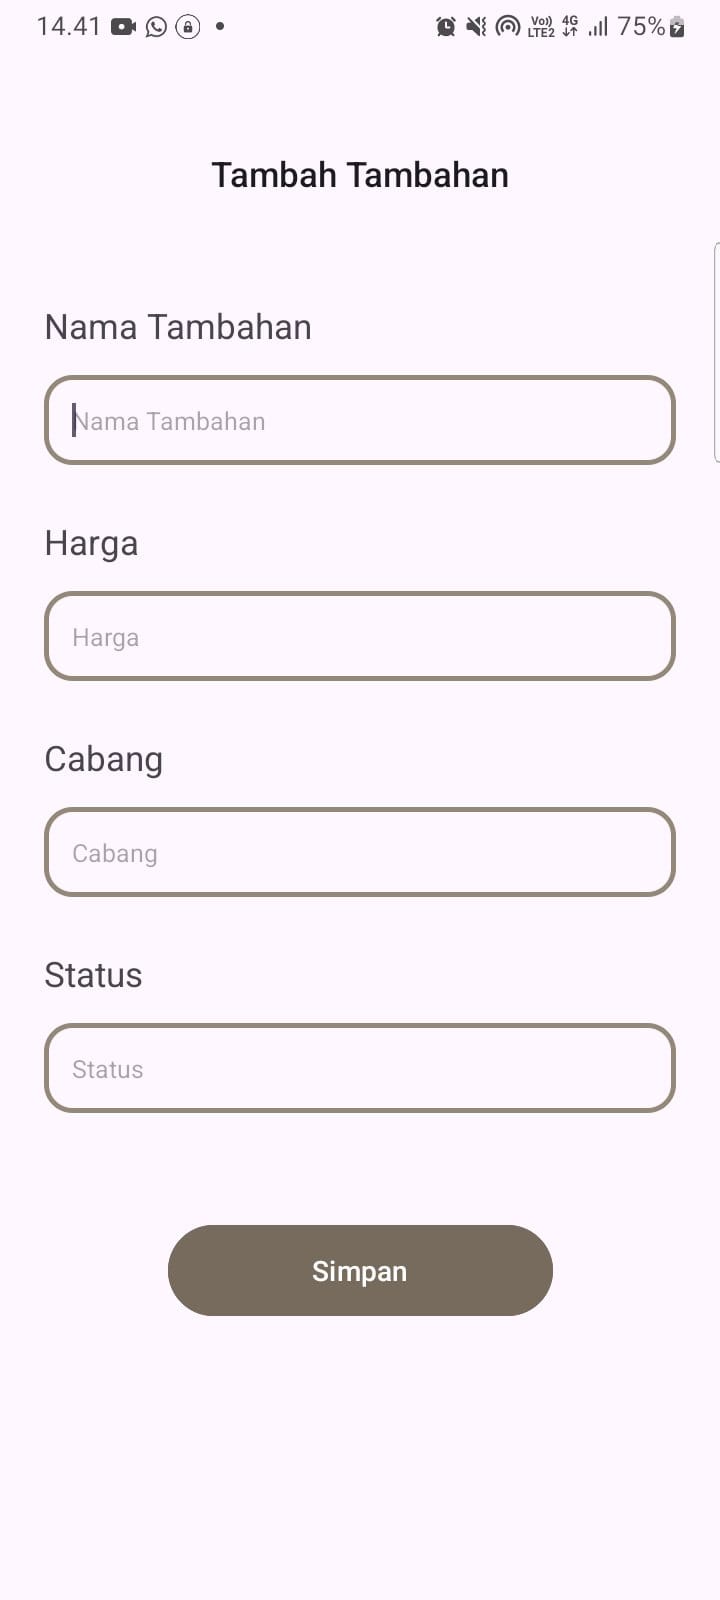 14.41 Vo)) LTE2 4G 75%
Tambah Tambahan
Nama Tambahan
Nama Tambahan
Harga
Harga
Cabang
Cabang
Status
Status
Simpan